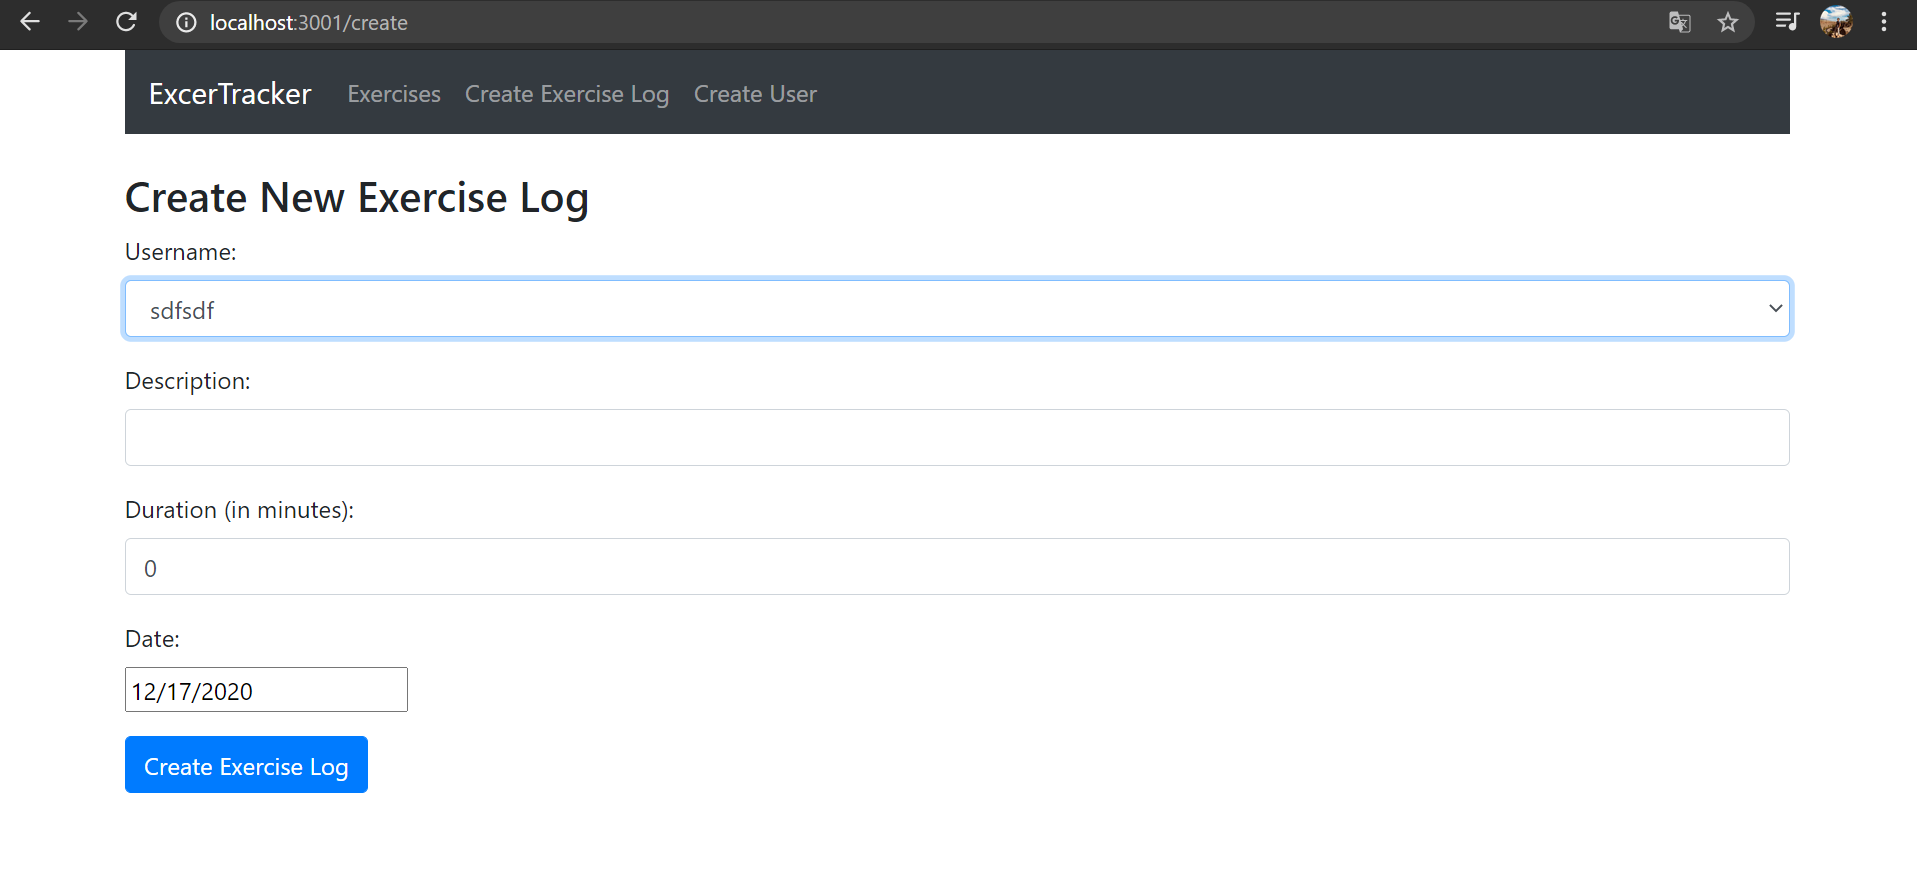 localhost:3001/create
ExcerTracker Exercises Create Exercise Log Create User
Create New Exercise Log
Username:
sdfsdf
Description:
Duration (in minutes):
0
Date:
12/17/2020
Create Exercise Log